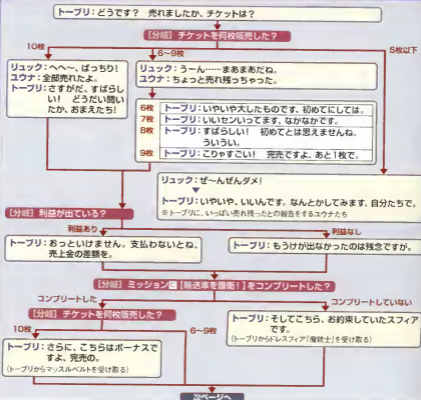 トーブリ：どうです？　売れましたか、チケットは？
[分岐] チケットを何枚販売した？
10枚
6〜9枚
5枚以下
リュック：へへ〜、ばっちり！
ユウナ：全部売れたよ。
トーブリ：さすがだ、すばらし
い！　どうだい聞い
たか、おまえたち！
リュック：うーん……まあまあだね。
ユウナ：ちょっと売れ残っちゃった。
6枚　トーブリ：いやいや大したものです、初めてにしては。
7枚　トーブリ：いいセンいってます、なかなかです。
8枚　トーブリ：すばらしい！　初めてとは思えませんね。
ういうい。
9枚　トーブリ：こりゃすごい！　完売ですよ、あと1枚で。
リュック：ぜ〜んぜんダメ！
トーブリ：いやいや、いいんです。なんとかしてみます、自分たちで。
※トーブリに、いっぱい売れ残ったとの報告をするユウナたち
[分岐] 利益が出ている？
利益あり
利益なし
トーブリ：おっといけません。支払わないとね、
売上金の差額を。
トーブリ：もうけが出なかったのは残念ですが。
[分岐] ミッション [輸送車を護衛！] をコンプリートした？
コンプリートした
コンプリートしていない
[分岐] チケットを何枚販売した？
10枚
6〜9枚
トーブリ：さらに、こちらはボーナスで
すよ、完売の。
(トーブリからマッスルベルトを受け取る)
トーブリ：そしてこちら、お約束していたスフィア
です。
(トーブリからドレスフィア「魔銃士」を受け取る)
次ページへ